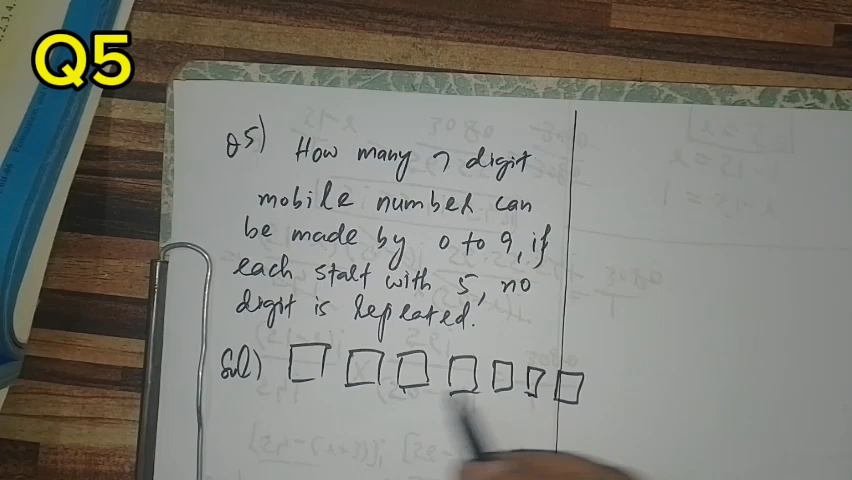 Q5
Q5) How many 7 digit
mobile number can
be made by 0 to 9, if
each start with 5, no
digit is repeated.
Sol)